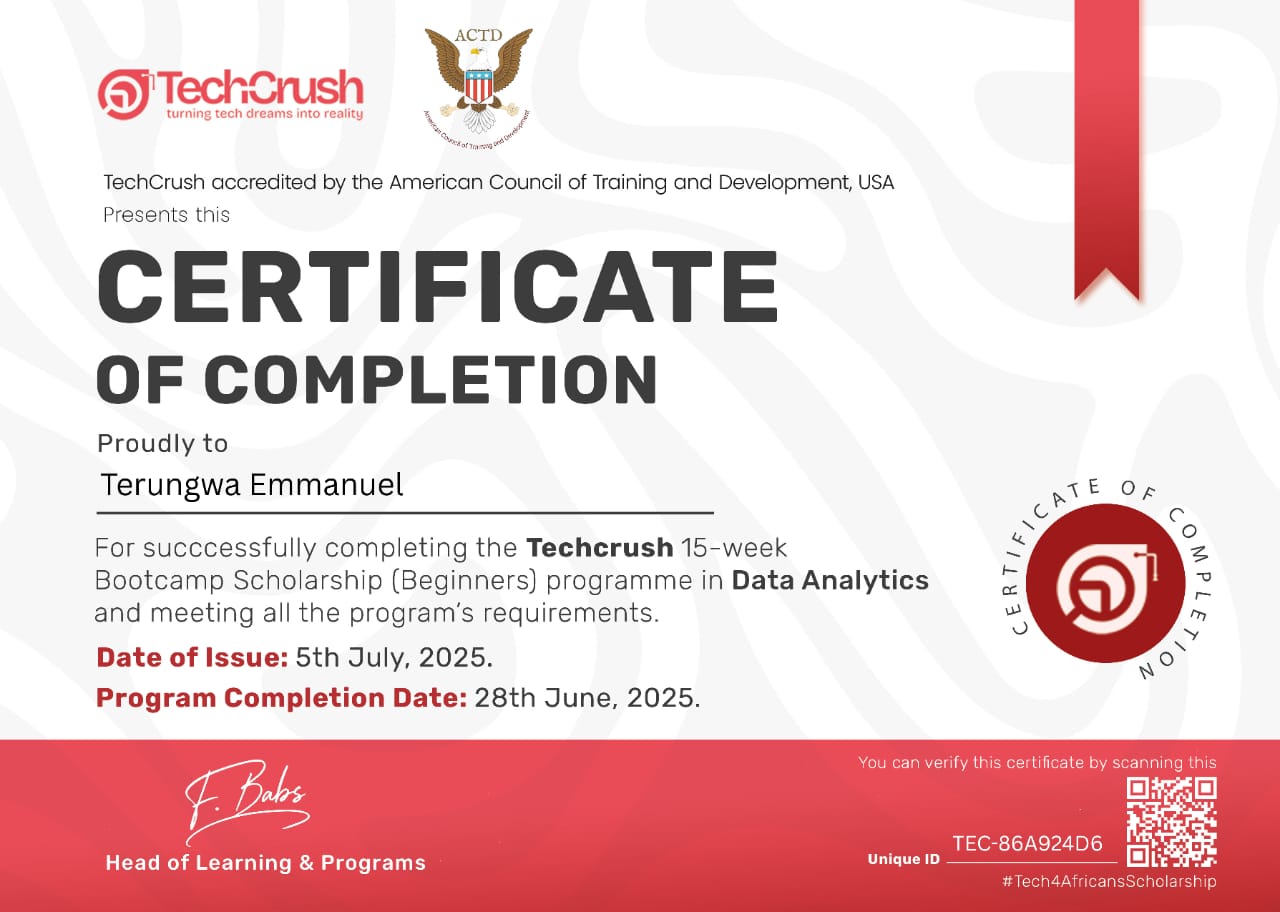 TechCrush
turning tech dreams into reality
ACTD
American Council of Training and Development
TechCrush accredited by the American Council of Training and Development, USA
Presents this
CERTIFICATE
OF COMPLETION
Proudly to
Terungwa Emmanuel
For succcessfully completing the Techcrush 15-week
Bootcamp Scholarship (Beginners) programme in Data Analytics
and meeting all the program's requirements.
Date of Issue: 5th July, 2025.
Program Completion Date: 28th June, 2025.
CERTIFICATE OF COMPLETION
F. Babs
Head of Learning & Programs
You can verify this certificate by scanning this
Unique ID TEC-86A924D6
#Tech4AfricansScholarship